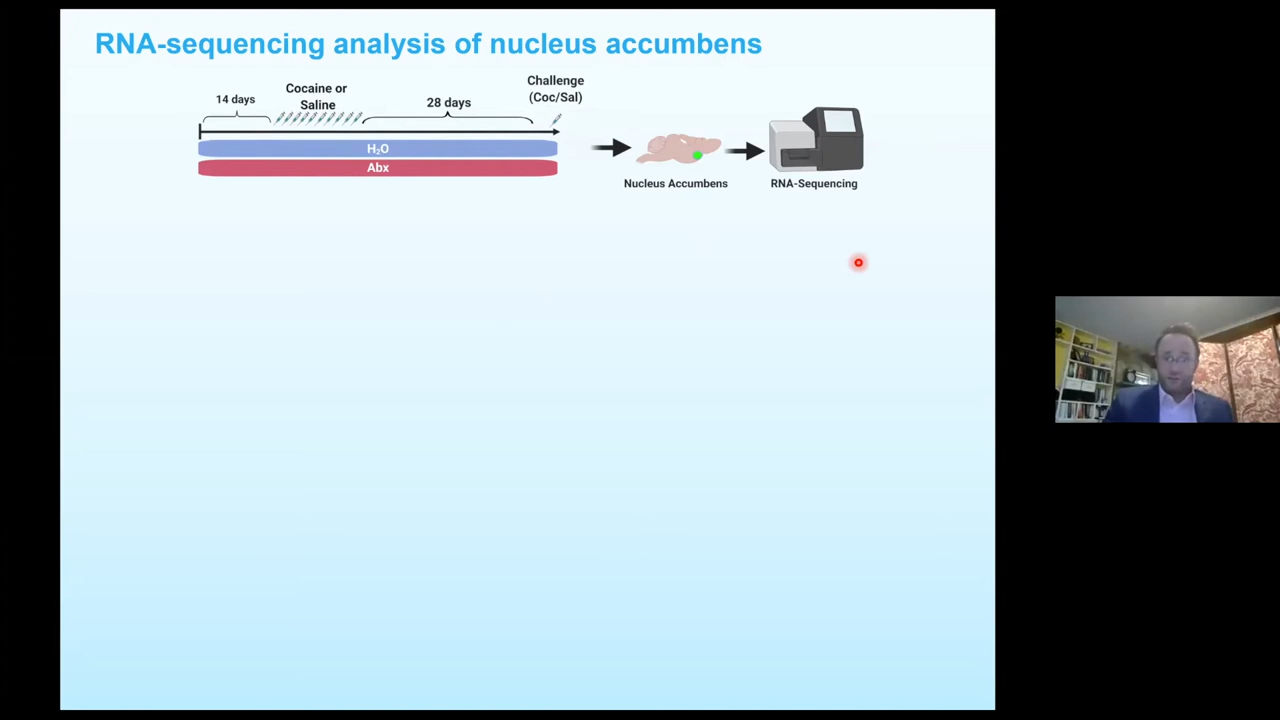 RNA-sequencing analysis of nucleus accumbens
Challenge
(Coc/Sal)
Cocaine or
Saline
14 days
28 days
H₂O
Abx
Nucleus Accumbens
RNA-Sequencing